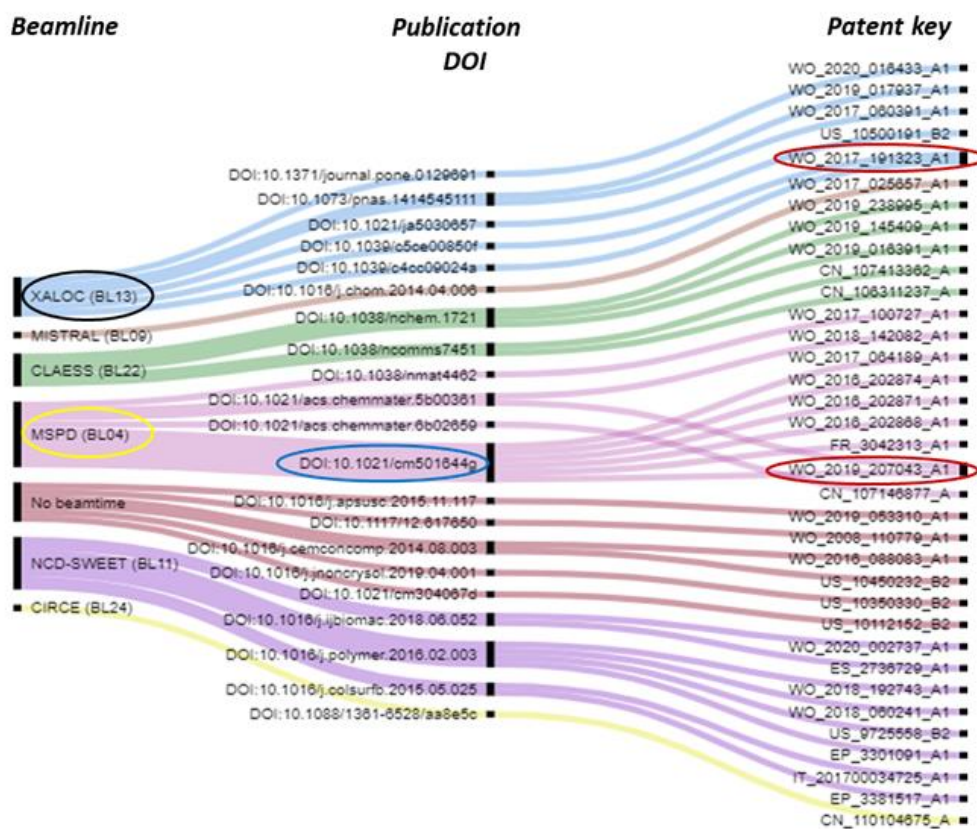 Beamline
Publication
DOI
Patent key
XALOC (BL13)
MISTRAL (BL09)
CLAESS (BL22)
MSPD (BL04)
No beamtime
NCD-SWEET (BL11)
CIRCE (BL24)
DOI:10.1371/journal.pone.0129691
DOI:10.1073/pnas.1414545111
DOI:10.1021/ja5030657
DOI:10.1039/c5ce00850f
DOI:10.1039/c4cc09024a
DOI:10.1016/j.chom.2014.04.006
DOI:10.1038/nchem.1721
DOI:10.1038/ncomms7451
DOI:10.1038/nmat4462
DOI:10.1021/acs.chemmater.5b00361
DOI:10.1021/acs.chemmater.6b02659
DOI:10.1021/cm501644g
DOI:10.1016/j.apsusc.2015.11.117
DOI:10.1117/12.617650
DOI:10.1016/j.cemconcomp.2014.08.003
DOI:10.1016/j.jnoncrysol.2019.04.001
DOI:10.1021/cm304067d
DOI:10.1016/j.ijbiomac.2018.06.052
DOI:10.1016/j.polymer.2016.02.003
DOI:10.1016/j.colsurfb.2015.05.025
DOI:10.1088/1361-6528/aa8e5c
WO_2020_016433_A1
WO_2019_017937_A1
WO_2017_060391_A1
US_10500191_B2
WO_2017_191323_A1
WO_2017_025657_A1
WO_2019_238995_A1
WO_2019_145409_A1
WO_2019_016391_A1
CN_107413362_A
CN_106311237_A
WO_2017_100727_A1
WO_2018_142082_A1
WO_2017_064189_A1
WO_2016_202874_A1
WO_2016_202871_A1
WO_2016_202868_A1
FR_3042313_A1
WO_2019_207043_A1
CN_107146877_A
WO_2019_053310_A1
WO_2008_110779_A1
WO_2016_088083_A1
US_10450232_B2
US_10350330_B2
US_10112152_B2
WO_2020_002737_A1
ES_2736729_A1
WO_2018_192743_A1
WO_2018_060241_A1
US_9725558_B2
EP_3301091_A1
IT_201700034725_A1
EP_3381517_A1
CN_110104675_A